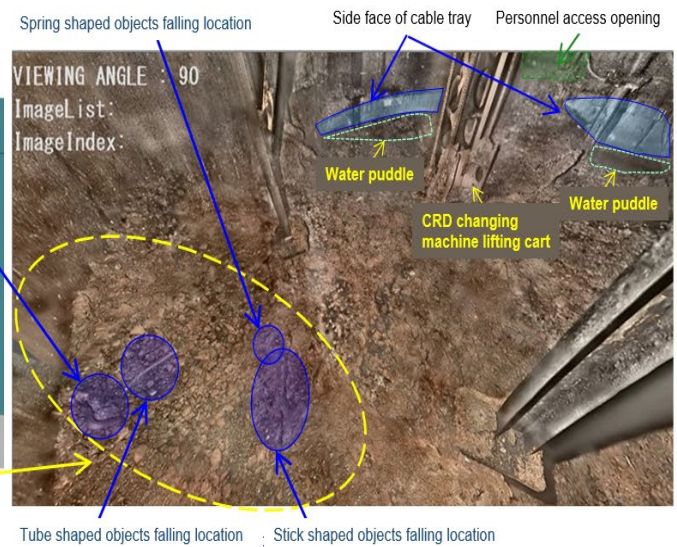 Spring shaped objects falling location
Side face of cable tray
Personnel access opening
VIEWING ANGLE : 90
ImageList:
ImageIndex:
Water puddle
Water puddle
CRD changing
machine lifting cart
Tube shaped objects falling location
Stick shaped objects falling location